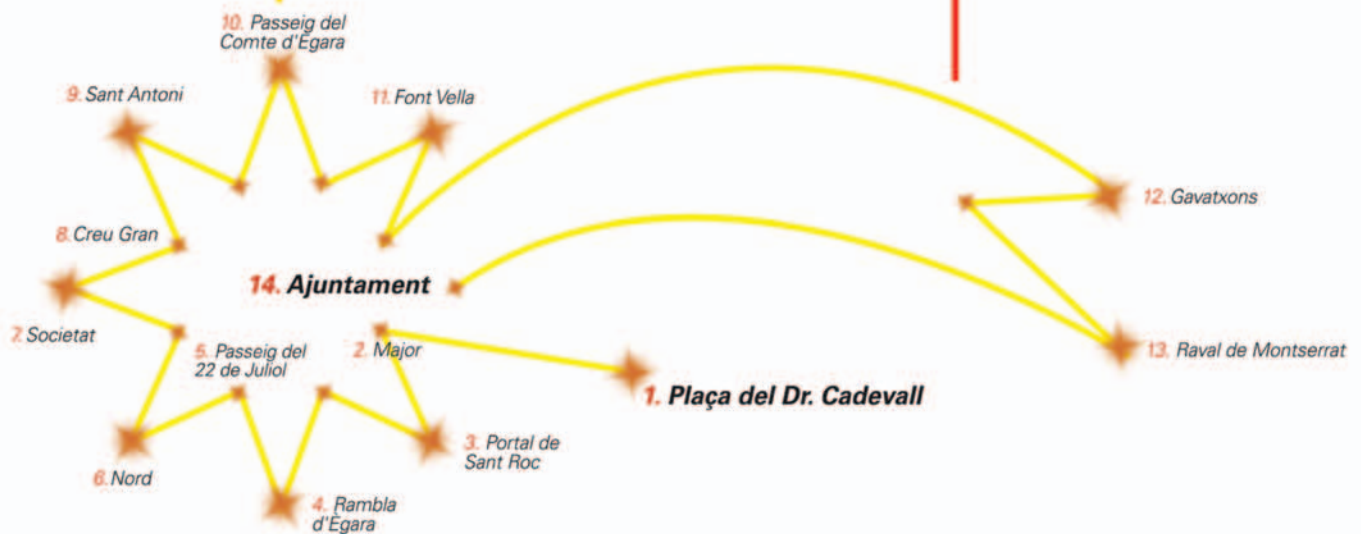 10. Passeig del
Comte d'Ègara
9. Sant Antoni
11. Font Vella
12. Gavatxons
8. Creu Gran
14. Ajuntament
7. Societat
5. Passeig del
22 de Juliol
2. Major
13. Raval de Montserrat
1. Plaça del Dr. Cadevall
3. Portal de
Sant Roc
6. Nord
4. Rambla
d'Ègara